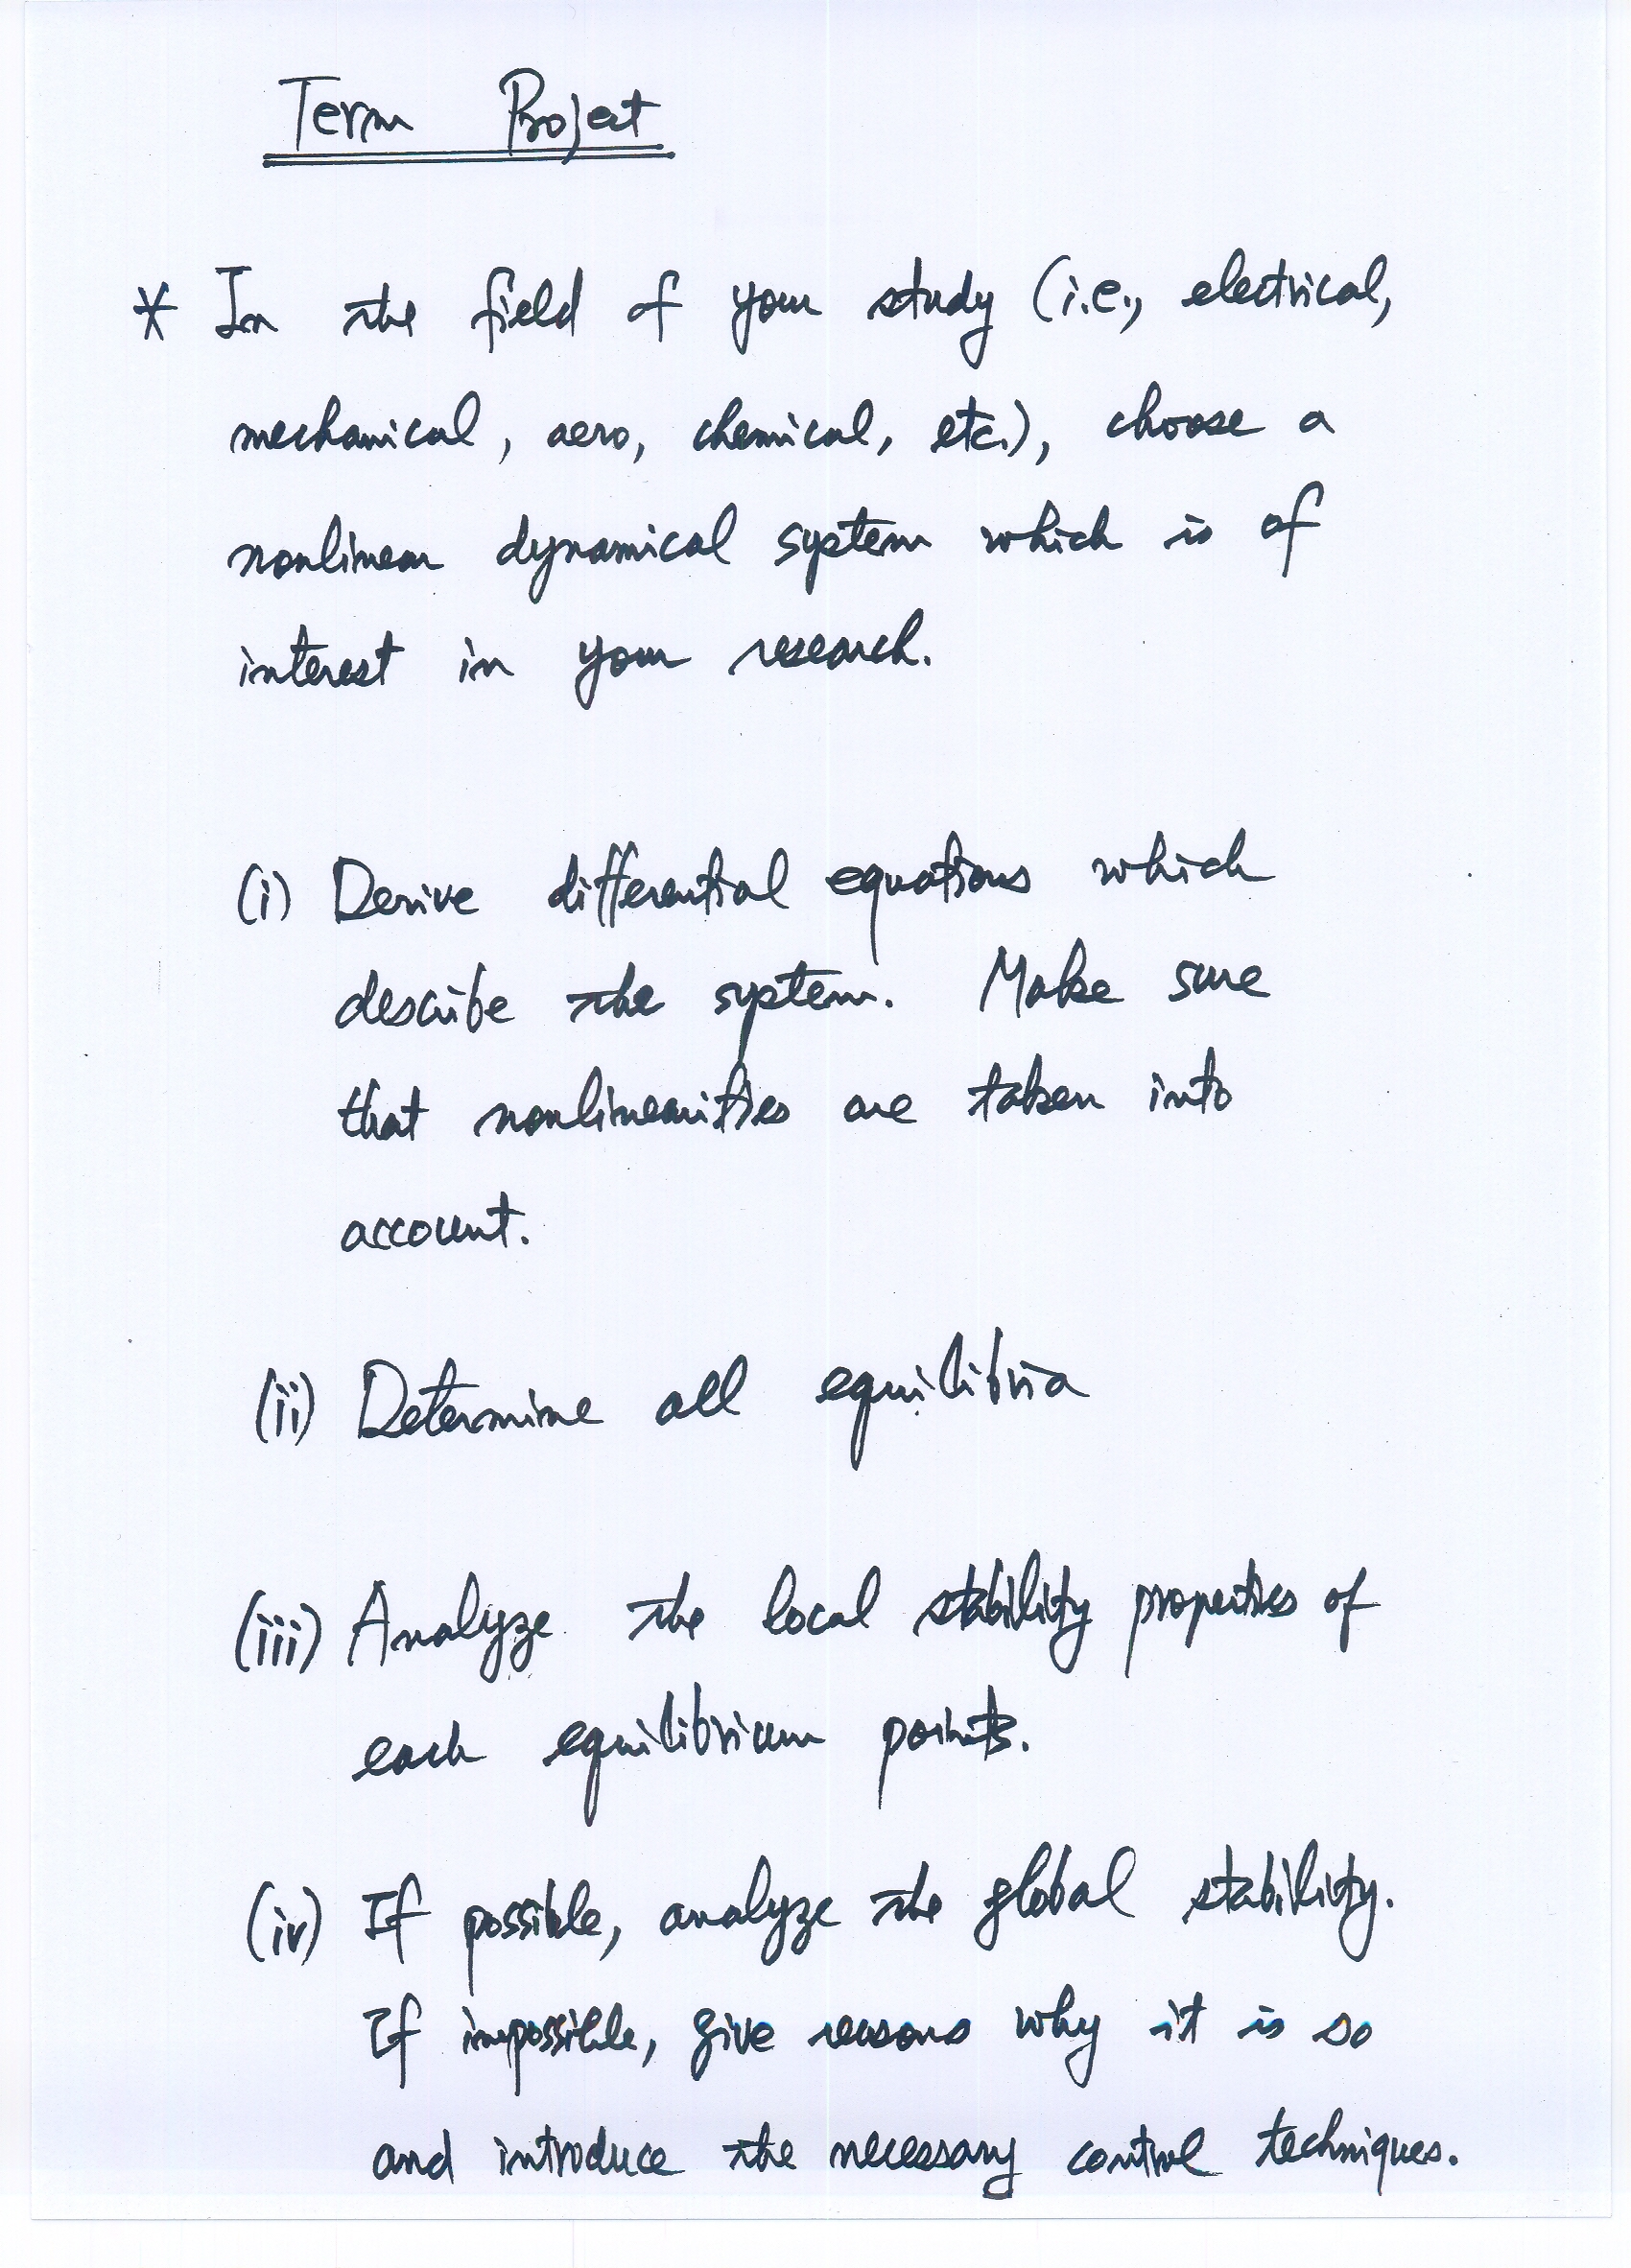 Term Project
* In the field of your study (i.e., electrical,
mechanical, aero, chemical, etc.), choose a
nonlinear dynamical system which is of
interest in your research.
(i) Derive differential equations which
describe the system. Make sure
that nonlinearities are taken into
account.
(ii) Determine all equilibria
(iii) Analyze the local stability properties of
each equilibrium points.
(iv) If possible, analyze the global stability.
If impossible, give reasons why it is so
and introduce the necessary control techniques.